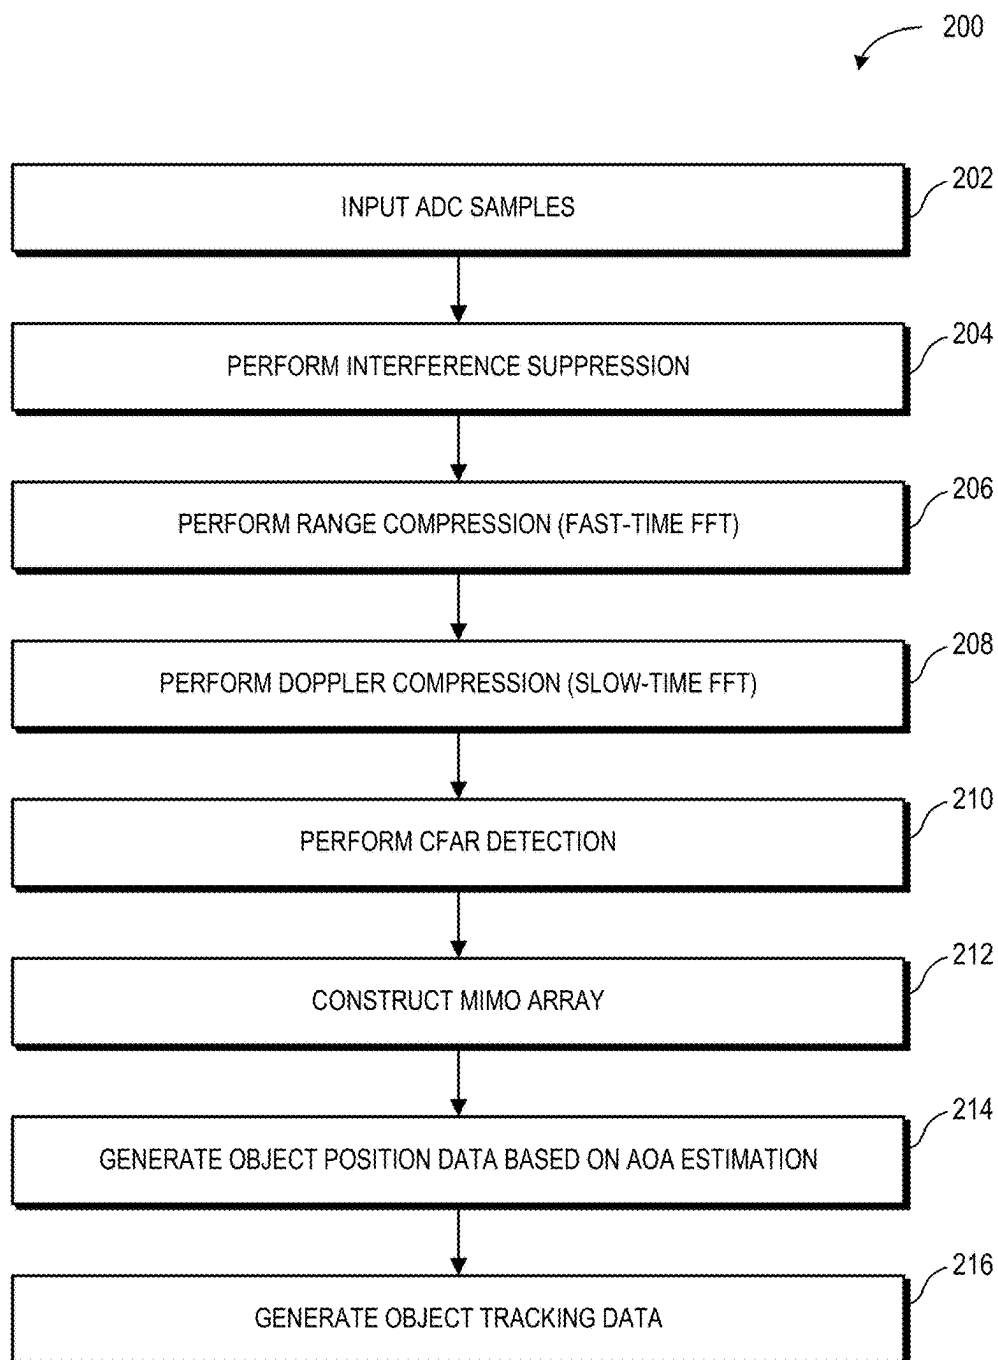 200
INPUT ADC SAMPLES
202
PERFORM INTERFERENCE SUPPRESSION
204
PERFORM RANGE COMPRESSION (FAST-TIME FFT)
206
PERFORM DOPPLER COMPRESSION (SLOW-TIME FFT)
208
PERFORM CFAR DETECTION
210
CONSTRUCT MIMO ARRAY
212
GENERATE OBJECT POSITION DATA BASED ON AOA ESTIMATION
214
GENERATE OBJECT TRACKING DATA
216